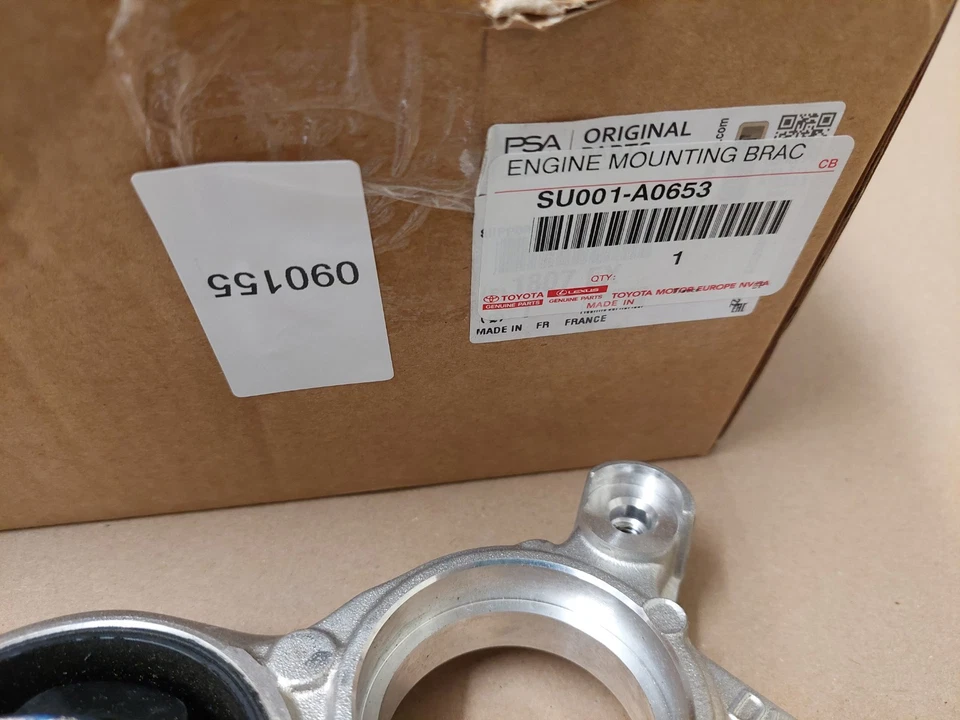 PSA ORIGINAL
ENGINE MOUNTING BRAC
CB
SU001-A0653
1
QTY:
TOYOTA LEXUS TOYOTA MOTOR EUROPE NV/SA
GENUINE PARTS GENUINE PARTS MADE IN
MADE IN FR FRANCE
090155